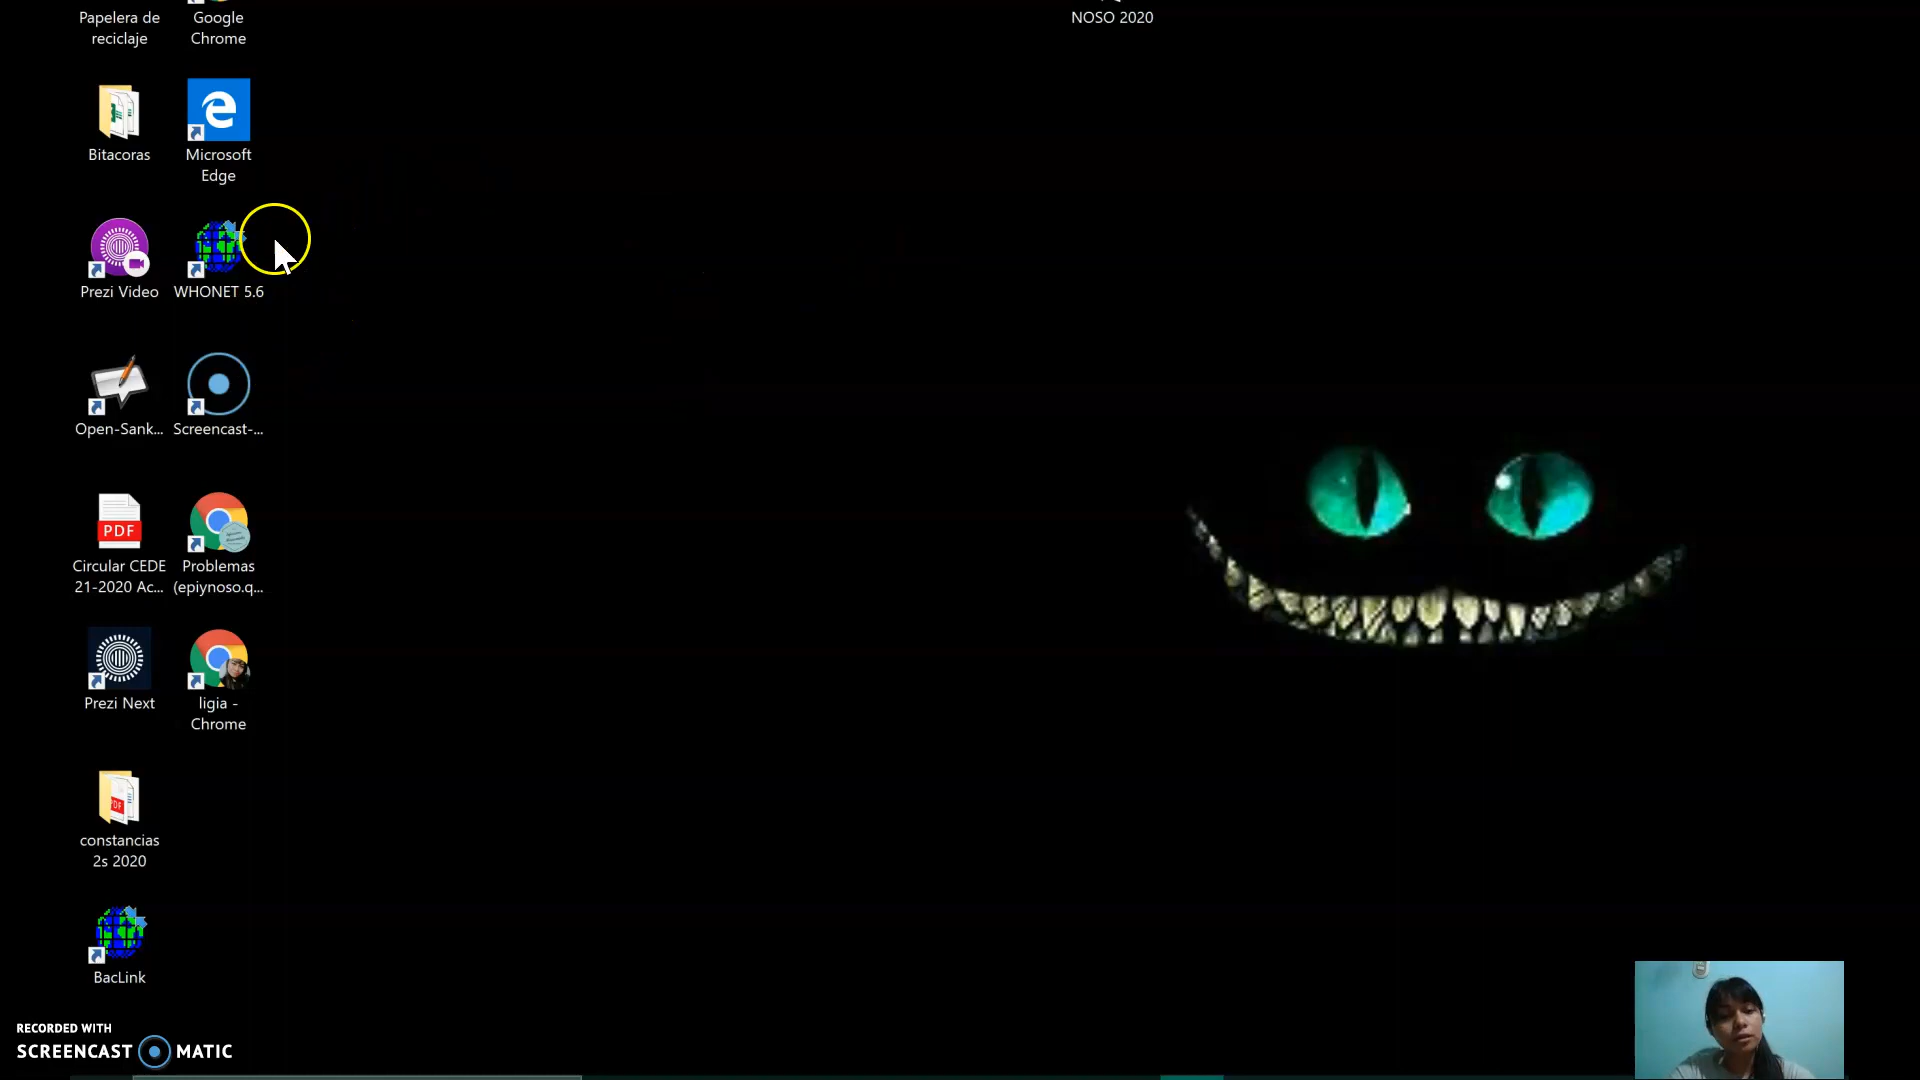 Papelera de
reciclaje
Google
Chrome
NOSO 2020
Bitacoras
Microsoft
Edge
Prezi Video
WHONET 5.6
Open-Sank...
Screencast-...
PDF
Circular CEDE
21-2020 Ac...
Problemas
(epiynoso.q...
Prezi Next
ligia -
Chrome
PDF
constancias
2s 2020
BacLink
RECORDED WITH
SCREENCAST MATIC